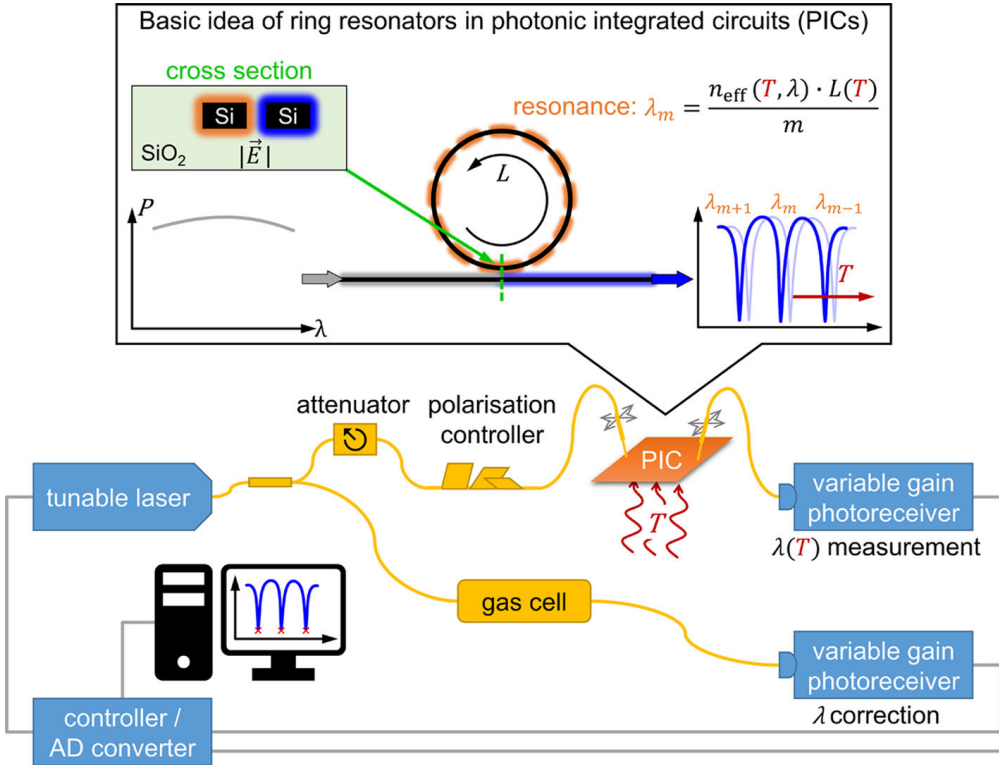 Basic idea of ring resonators in photonic integrated circuits (PICs)
cross section
Si Si
SiO₂
|E⃗|
resonance: λₘ = n_eff(T, λ) · L(T) / m
L
P
λ
λₘ₊₁ λₘ λₘ₋₁
T
attenuator
polarisation
controller
PIC
T
tunable laser
variable gain
photoreceiver
λ(T) measurement
gas cell
variable gain
photoreceiver
λ correction
controller /
AD converter